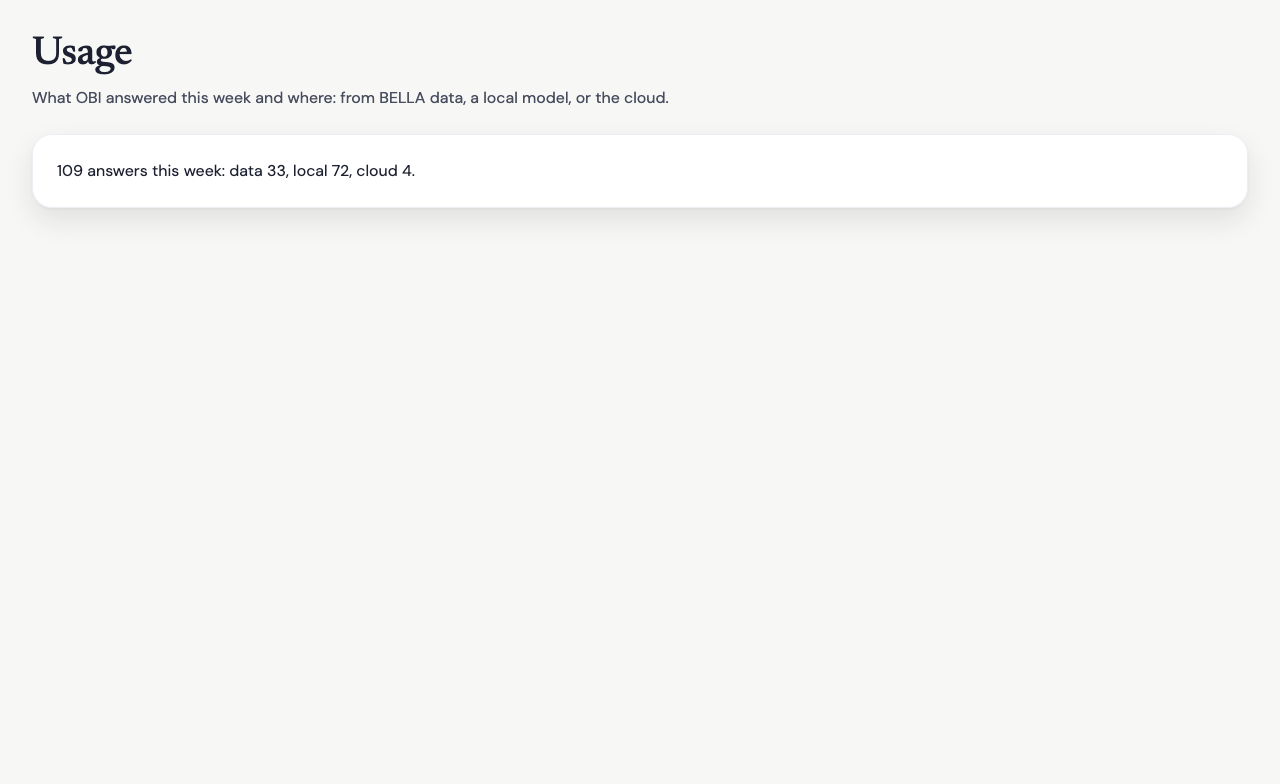 Usage
What OBI answered this week and where: from BELLA data, a local model, or the cloud.
109 answers this week: data 33, local 72, cloud 4.